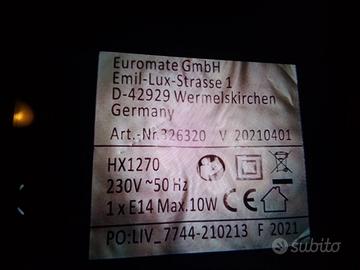 Euromate GmbH
Emil-Lux-Strasse 1
D-42929 Wermelskirchen
Germany
Art.-Nr.326320 V 20210401
HX1270
230V ~50 Hz
1 x E14 Max.10W CE
PO:LIV_7744-210213 F 2021
subito